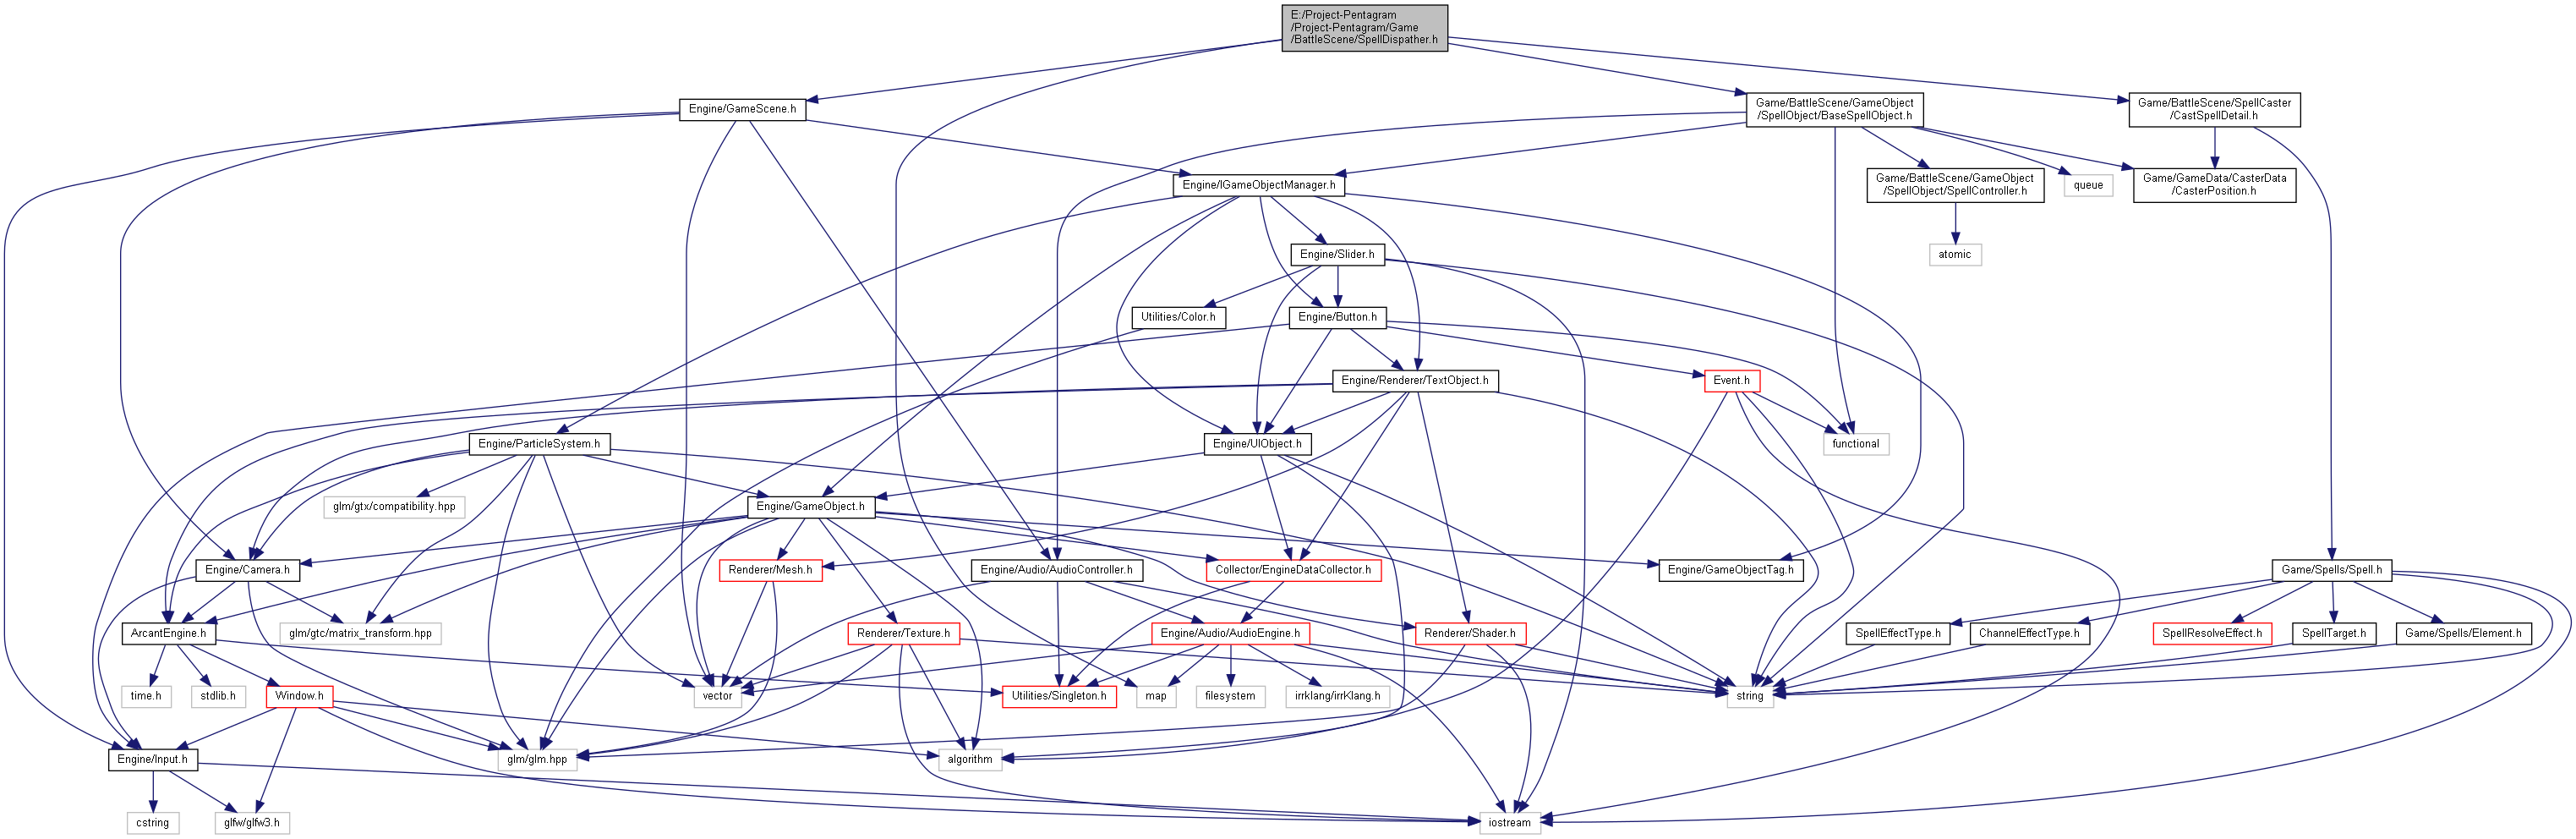 E:/Project-Pentagram
/Project-Pentagram/Game
/BattleScene/SpellDispather.h
Engine/GameScene.h
Game/BattleScene/GameObject
/SpellObject/BaseSpellObject.h
Game/BattleScene/SpellCaster
/CastSpellDetail.h
Engine/IGameObjectManager.h
Game/BattleScene/GameObject
/SpellObject/SpellController.h
queue
Game/GameData/CasterData
/CasterPosition.h
Engine/Slider.h
atomic
Utilities/Color.h
Engine/Button.h
Engine/Renderer/TextObject.h
Event.h
Engine/ParticleSystem.h
Engine/UIObject.h
functional
glm/gtx/compatibility.hpp
Engine/GameObject.h
Engine/Camera.h
Renderer/Mesh.h
Engine/Audio/AudioController.h
Collector/EngineDataCollector.h
Engine/GameObjectTag.h
Game/Spells/Spell.h
ArcantEngine.h
glm/gtc/matrix_transform.hpp
Renderer/Texture.h
Engine/Audio/AudioEngine.h
Renderer/Shader.h
SpellEffectType.h
ChannelEffectType.h
SpellResolveEffect.h
SpellTarget.h
Game/Spells/Element.h
time.h
stdlib.h
Window.h
vector
Utilities/Singleton.h
map
filesystem
irrklang/irrKlang.h
string
Engine/Input.h
glm/glm.hpp
algorithm
cstring
glfw/glfw3.h
iostream